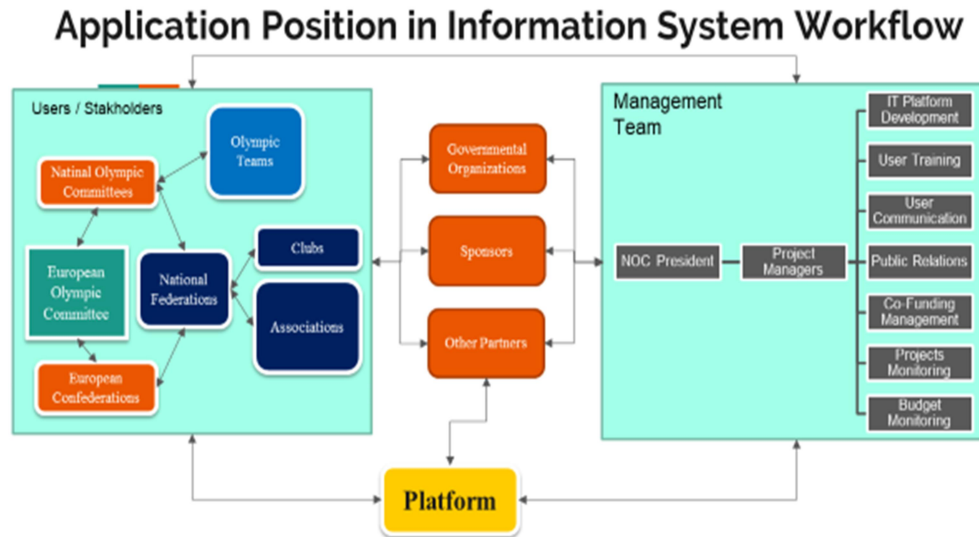 Application Position in Information System Workflow
Users / Stakholders
Olympic
Teams
Natinal Olympic
Committees
European
Olympic
Committee
National
Federations
Clubs
Associations
European
Confederations
Governmental
Organizations
Sponsors
Other Partners
Platform
Management
Team
NOC President
Project
Managers
IT Platform
Development
User Training
User
Communication
Public Relations
Co-Funding
Management
Projects
Monitoring
Budget
Monitoring